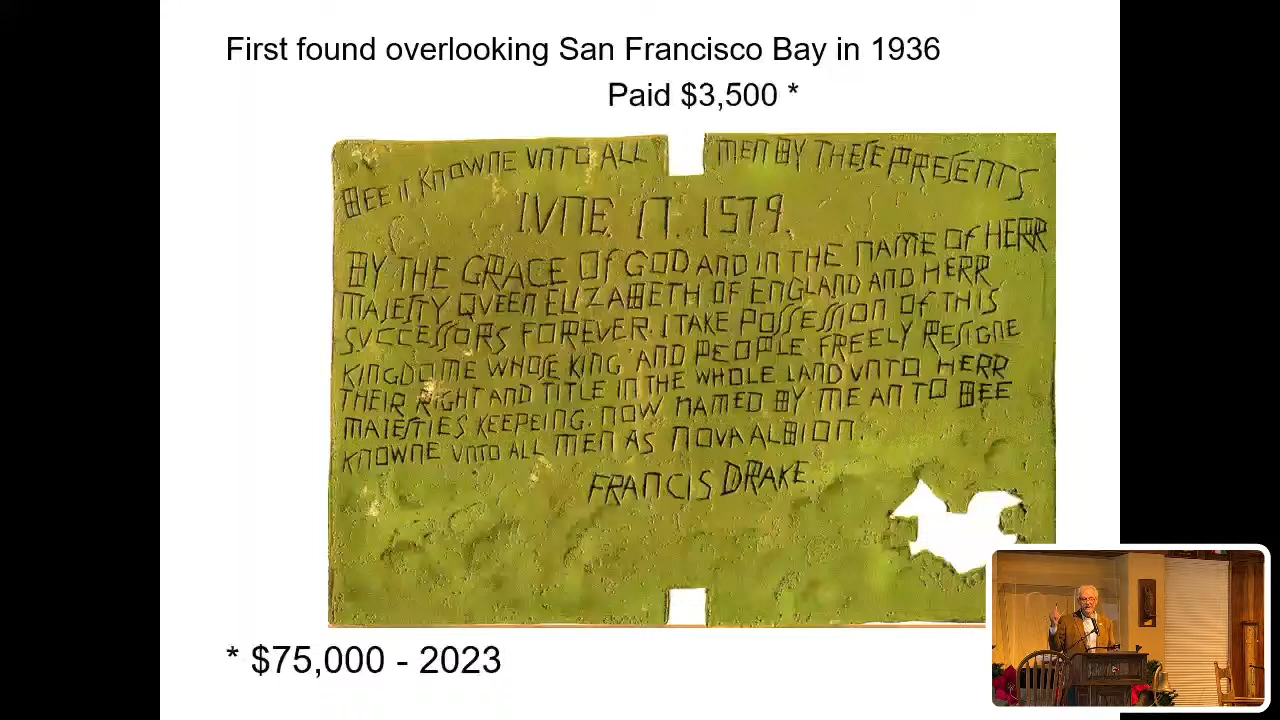 First found overlooking San Francisco Bay in 1936
Paid $3,500 *
BEE IT KNOWNE VNTO ALL MEN BY THESE PRESENTS
IVNE. 17. 1579.
BY THE GRACE OF GOD AND IN THE NAME OF HERR
MAIESTY QVEEN ELIZABETH OF ENGLAND AND HERR
SVCCESSORS FOREVER. I TAKE POSSESSION OF THIS
KINGDOME WHOSE KING AND PEOPLE FREELY RESIGNE
THEIR RIGHT AND TITLE IN THE WHOLE LAND VNTO HERR
MAIESTIES KEEPEING. NOW NAMED BY ME AN TO BEE
KNOWNE VNTO ALL MEN AS NOVA ALBION.
FRANCIS DRAKE.
* $75,000 - 2023